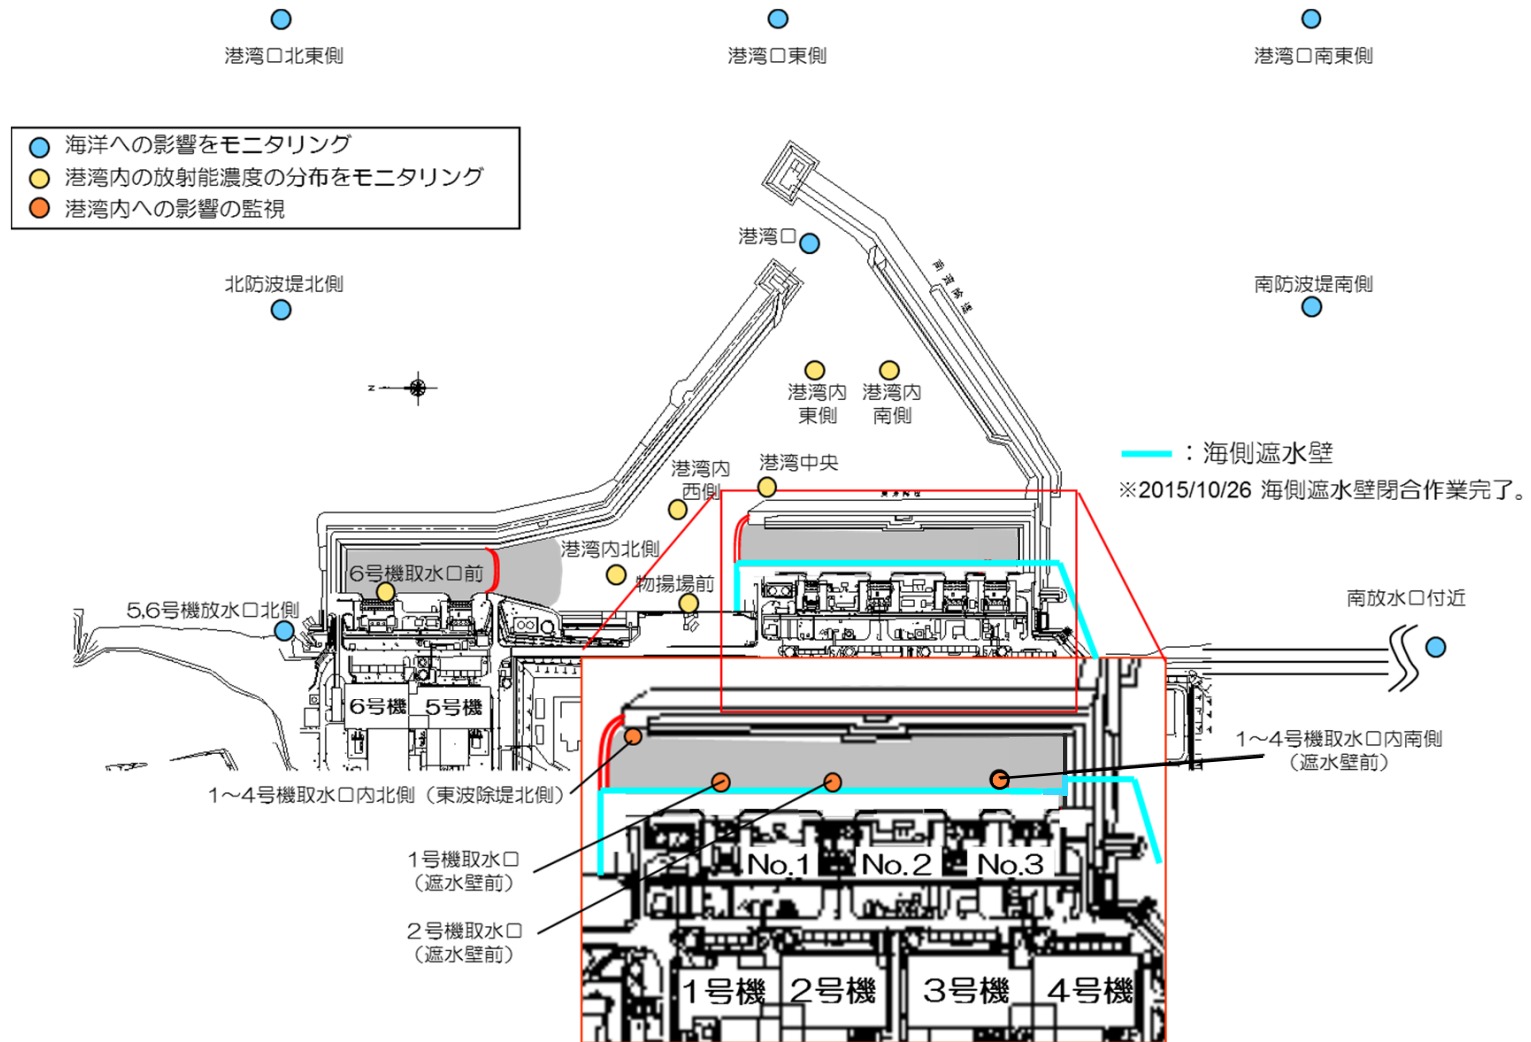 港湾口北東側
港湾口東側
港湾口南東側
海洋への影響をモニタリング
港湾内の放射能濃度の分布をモニタリング
港湾内への影響の監視
港湾口
北防波堤北側
南防波堤南側
N
港湾内
東側
港湾内
南側
：海側遮水壁
※2015/10/26 海側遮水壁閉合作業完了。
港湾中央
港湾内
西側
港湾内北側
6号機取水口前
物揚場前
5,6号機放水口北側
南放水口付近
6号機
5号機
1～4号機取水口内南側
（遮水壁前）
1～4号機取水口内北側（東波除堤北側）
1号機取水口
（遮水壁前）
2号機取水口
（遮水壁前）
No.1
No.2
No.3
1号機
2号機
3号機
4号機